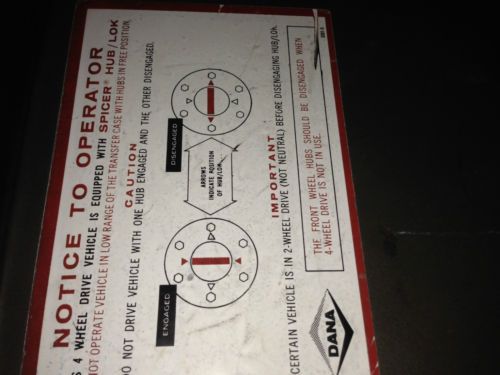 NOTICE TO OPERATOR
S 4 WHEEL DRIVE VEHICLE IS EQUIPPED WITH SPICER® HUB/LOK
NOT OPERATE VEHICLE IN LOW RANGE OF THE TRANSFER CASE WITH HUBS IN FREE POSITION.
CAUTION
DO NOT DRIVE VEHICLE WITH ONE HUB ENGAGED AND THE OTHER DISENGAGED.
ENGAGED
DISENGAGED
ARROWS
INDICATE POSITION
OF HUB/LOK
IMPORTANT
CERTAIN VEHICLE IS IN 2-WHEEL DRIVE (NOT NEUTRAL) BEFORE DISENGAGING HUB/LOK.
THE FRONT WHEEL HUBS SHOULD BE DISENGAGED WHEN
4-WHEEL DRIVE IS NOT IN USE.
DANA